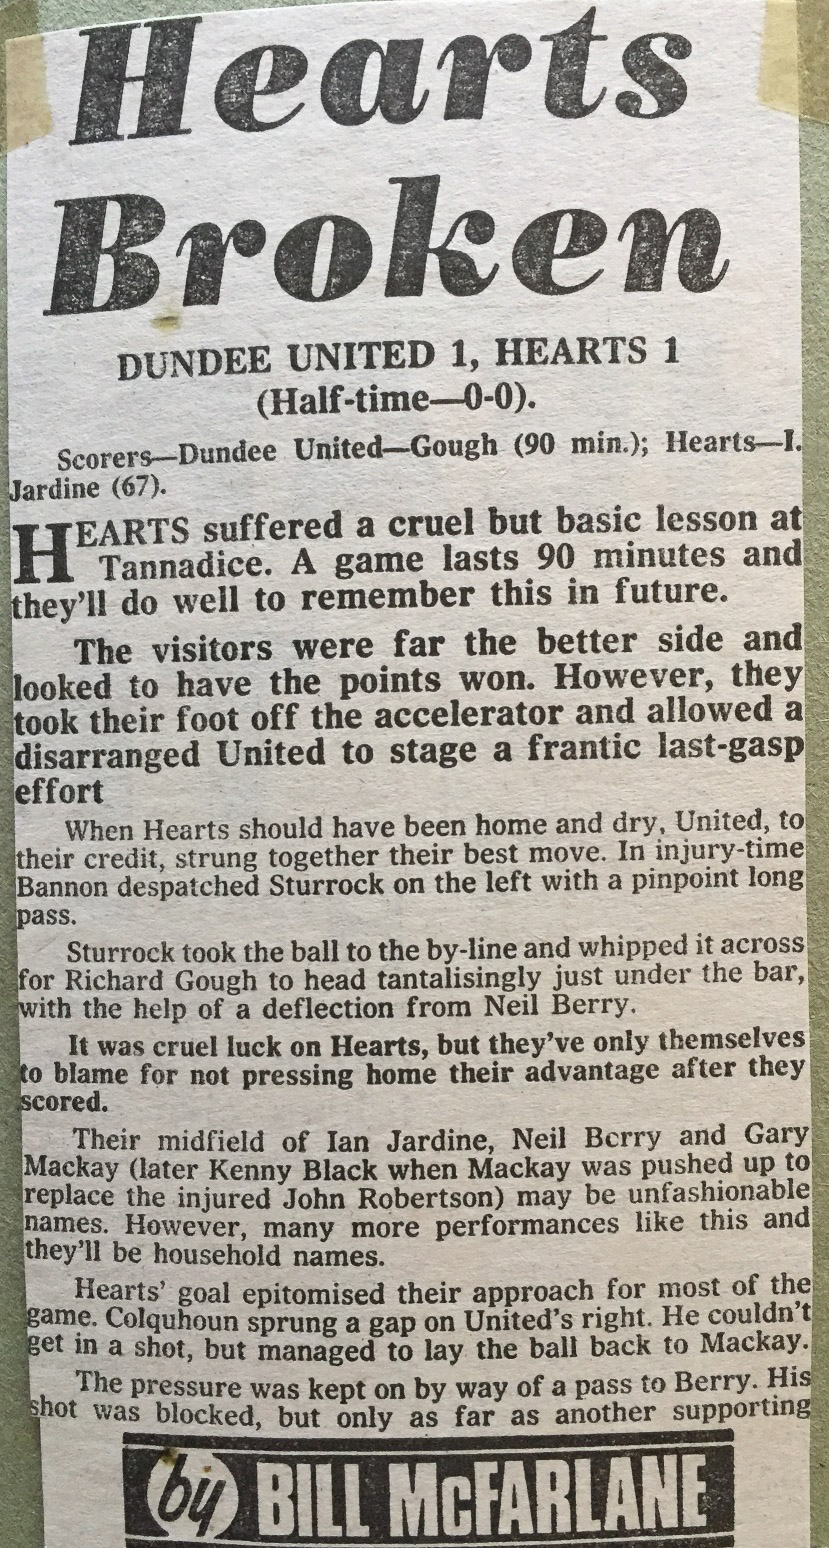 Hearts
Broken
DUNDEE UNITED 1, HEARTS 1
(Half-time—0-0).
Scorers—Dundee United—Gough (90 min.); Hearts—I.
Jardine (67).
HEARTS suffered a cruel but basic lesson at
Tannadice. A game lasts 90 minutes and
they'll do well to remember this in future.
The visitors were far the better side and
looked to have the points won. However, they
took their foot off the accelerator and allowed a
disarranged United to stage a frantic last-gasp
effort
When Hearts should have been home and dry, United, to
their credit, strung together their best move. In injury-time
Bannon despatched Sturrock on the left with a pinpoint long
pass.
Sturrock took the ball to the by-line and whipped it across
for Richard Gough to head tantalisingly just under the bar,
with the help of a deflection from Neil Berry.
It was cruel luck on Hearts, but they've only themselves
to blame for not pressing home their advantage after they
scored.
Their midfield of Ian Jardine, Neil Berry and Gary
Mackay (later Kenny Black when Mackay was pushed up to
replace the injured John Robertson) may be unfashionable
names. However, many more performances like this and
they'll be household names.
Hearts' goal epitomised their approach for most of the
game. Colquhoun sprung a gap on United's right. He couldn't
get in a shot, but managed to lay the ball back to Mackay.
The pressure was kept on by way of a pass to Berry. His
shot was blocked, but only as far as another supporting
by BILL McFARLANE